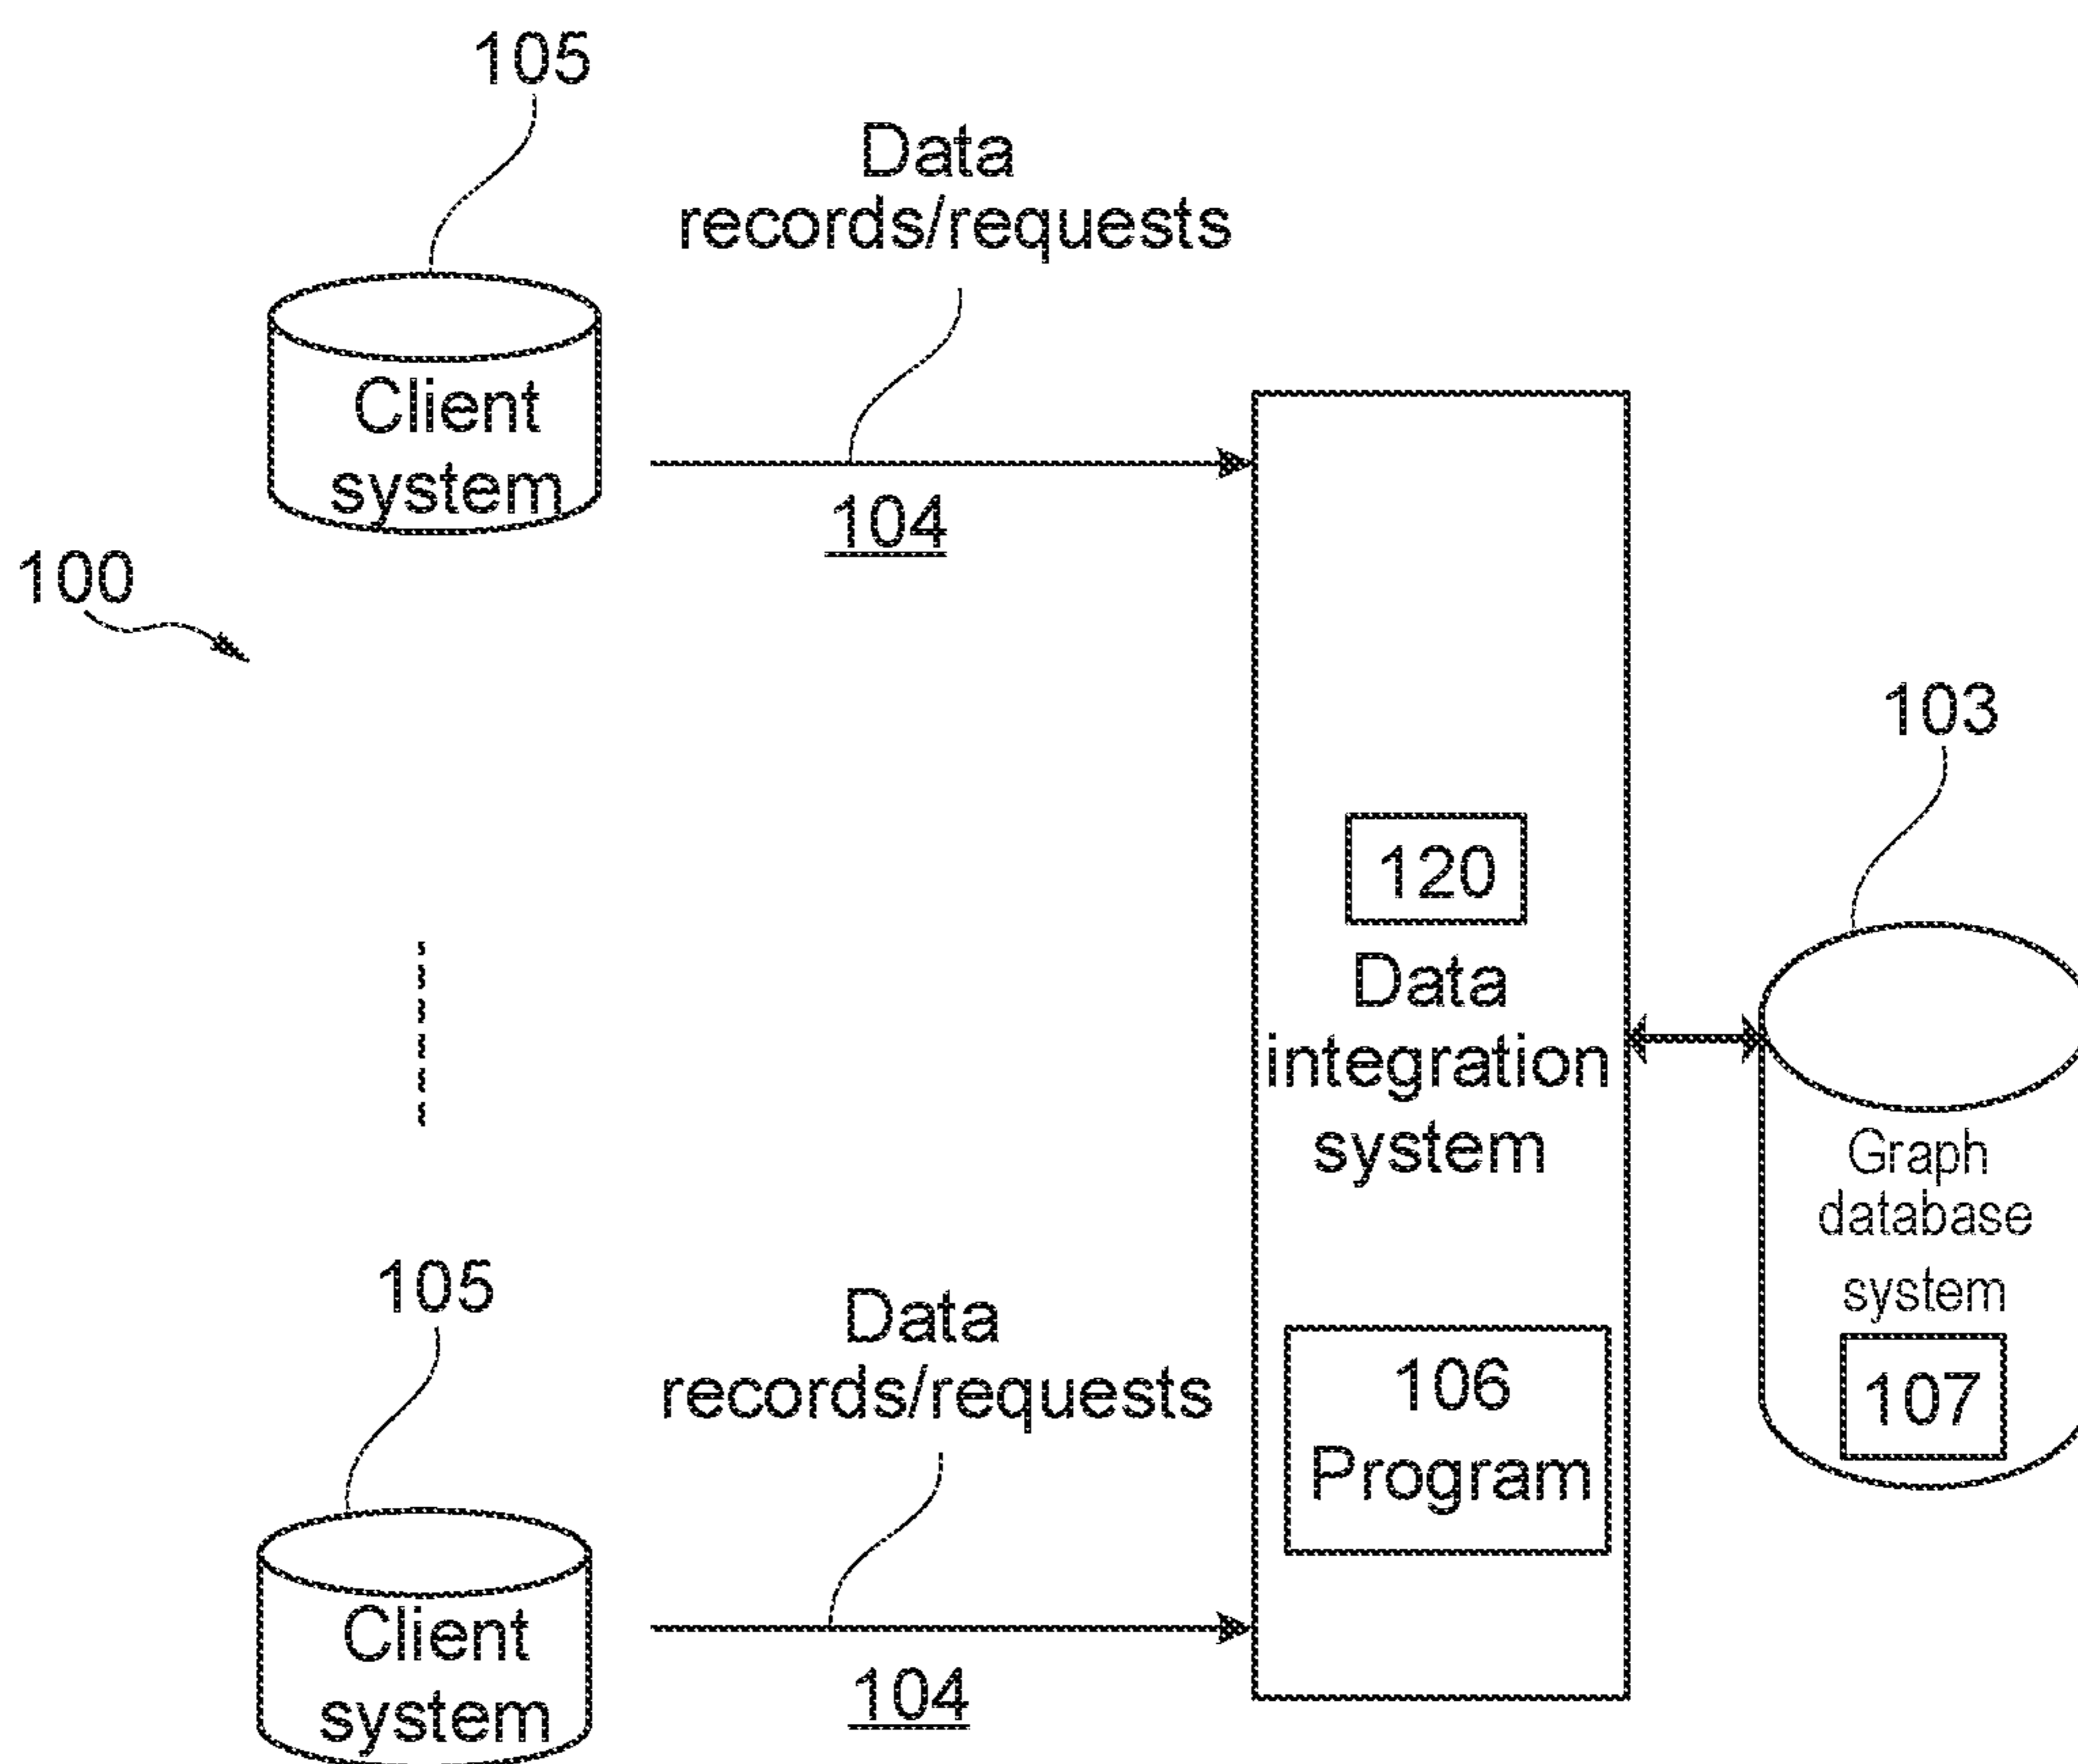 105
Data
records/requests
Client
system
104
100
103
120
Data
integration
system
Graph
database
system
107
105
Data
records/requests
106
Program
Client
system
104